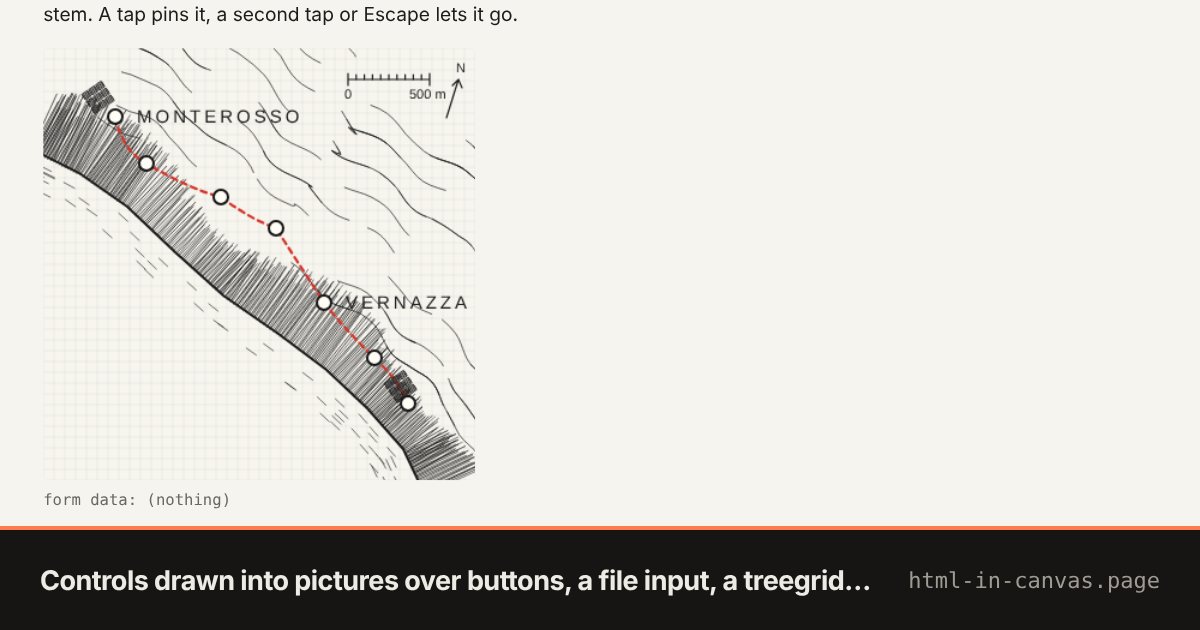 stem. A tap pins it, a second tap or Escape lets it go.
N
0 500 m
MONTEROSSO
VERNAZZA
form data: (nothing)
Controls drawn into pictures over buttons, a file input, a treegrid…
html-in-canvas.page